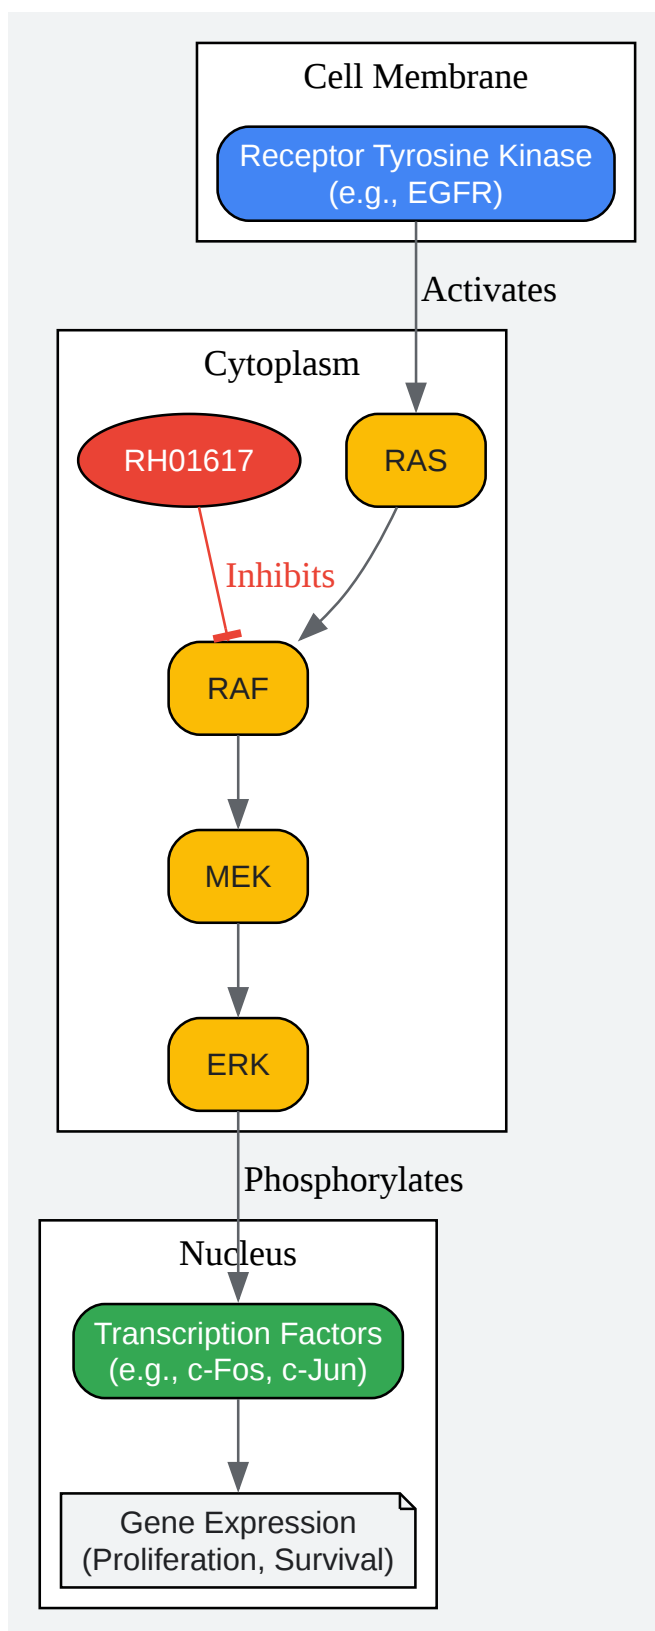 Cell Membrane
Receptor Tyrosine Kinase
(e.g., EGFR)
Activates
Cytoplasm
RH01617
RAS
Inhibits
RAF
MEK
ERK
Phosphorylates
Nucleus
Transcription Factors
(e.g., c-Fos, c-Jun)
Gene Expression
(Proliferation, Survival)